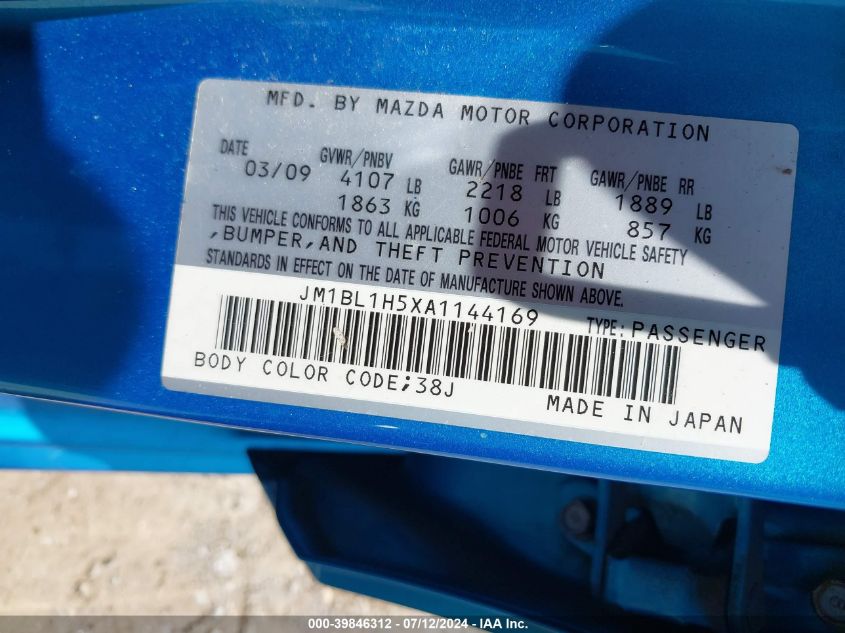 MFD. BY MAZDA MOTOR CORPORATION
DATE GVWR/PNBV GAWR/PNBE FRT GAWR/PNBE RR
03/09 4107 LB 2218 LB 1889 LB
1863 KG 1006 KG 857 KG
THIS VEHICLE CONFORMS TO ALL APPLICABLE FEDERAL MOTOR VEHICLE SAFETY
,BUMPER,AND THEFT PREVENTION
STANDARDS IN EFFECT ON THE DATE OF MANUFACTURE SHOWN ABOVE.
JM1BL1H5XA1144169 TYPE: PASSENGER
BODY COLOR CODE;38J
MADE IN JAPAN
000-39846312 - 07/12/2024 - IAA Inc.